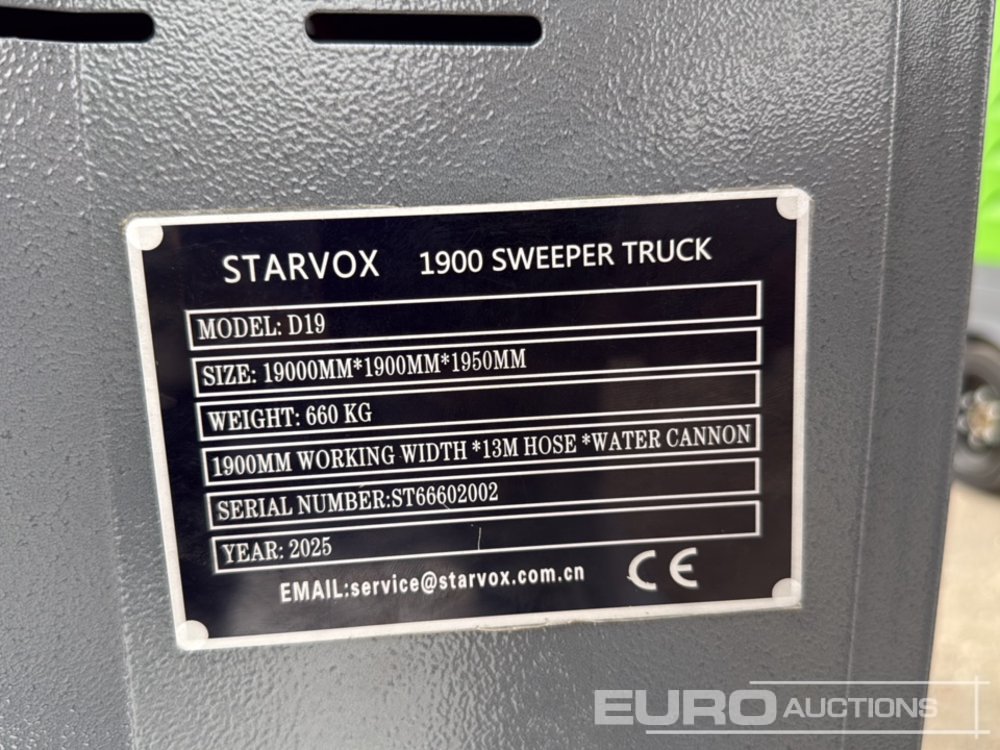 STARVOX 1900 SWEEPER TRUCK
MODEL: D19
SIZE: 19000MM*1900MM*1950MM
WEIGHT: 660 KG
1900MM WORKING WIDTH *13M HOSE *WATER CANNON
SERIAL NUMBER:ST66602002
YEAR: 2025
EMAIL:service@starvox.com.cn CE
EURO AUCTIONS